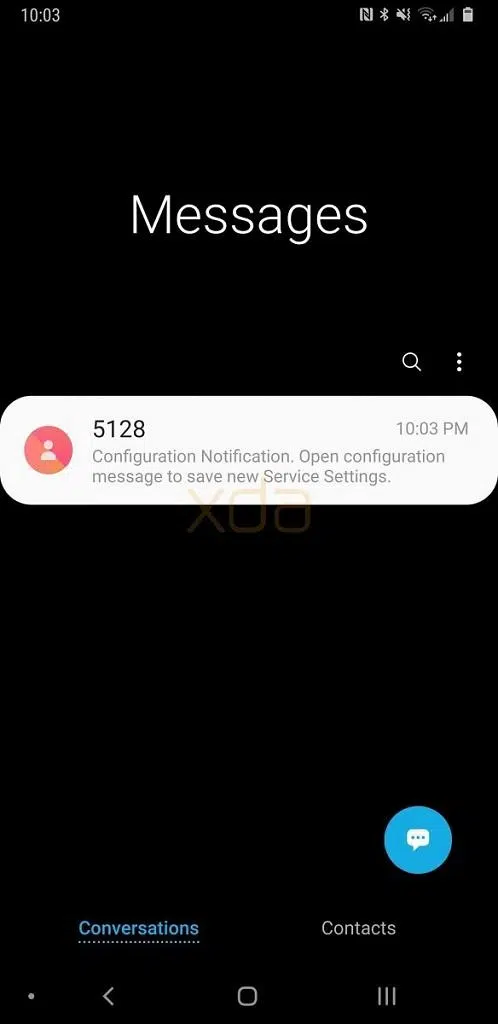 10:03
Messages
5128
10:03 PM
Configuration Notification. Open configuration
message to save new Service Settings.
xda
Conversations
Contacts